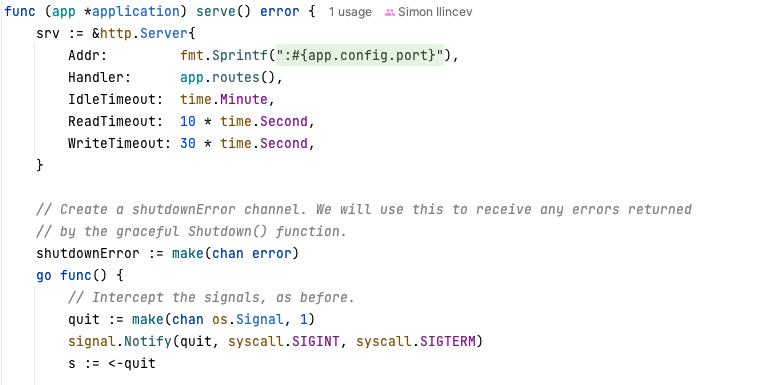 func (app *application) serve() error {  1 usage  Simon Ilincev
    srv := &http.Server{
        Addr:         fmt.Sprintf(":#{app.config.port}"),
        Handler:      app.routes(),
        IdleTimeout:  time.Minute,
        ReadTimeout:  10 * time.Second,
        WriteTimeout: 30 * time.Second,
    }

    // Create a shutdownError channel. We will use this to receive any errors returned
    // by the graceful Shutdown() function.
    shutdownError := make(chan error)
    go func() {
        // Intercept the signals, as before.
        quit := make(chan os.Signal, 1)
        signal.Notify(quit, syscall.SIGINT, syscall.SIGTERM)
        s := <-quit